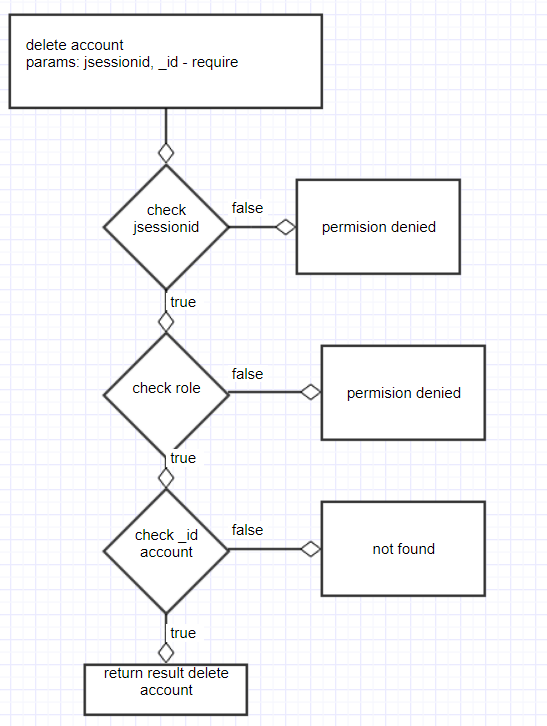 delete account
params: jsessionid, _id - require
check
jsessionid
false
permision denied
true
check role
false
permision denied
true
check _id
account
false
not found
true
return result delete
account